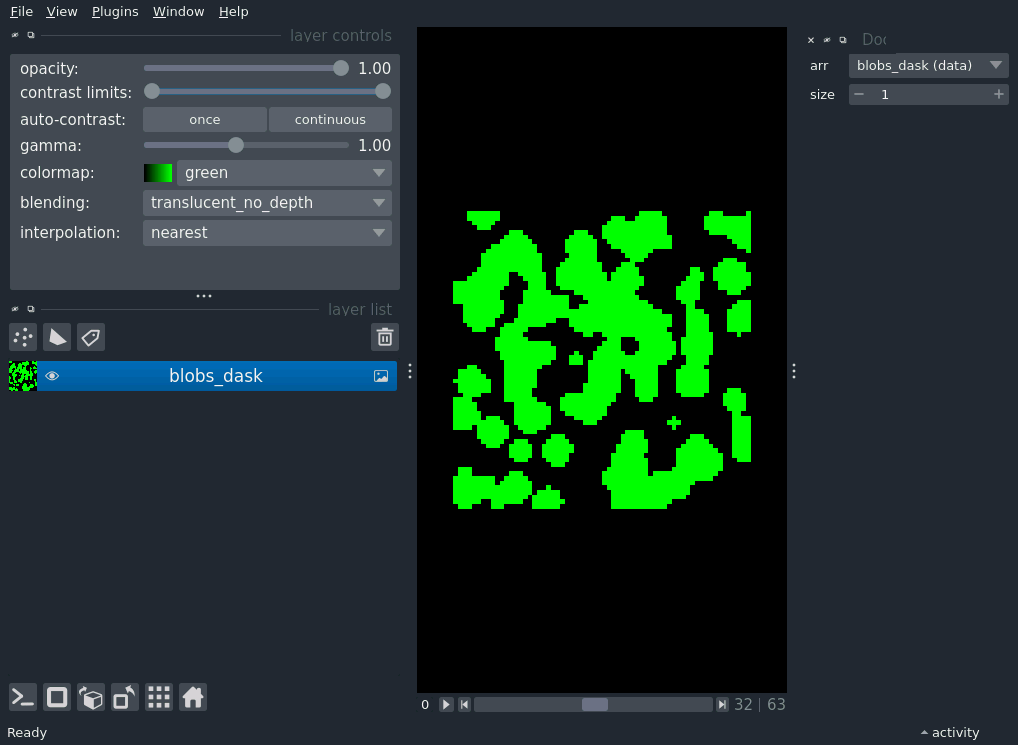 File View Plugins Window Help
layer controls
opacity: 1.00
contrast limits:
auto-contrast: once continuous
gamma: 1.00
colormap: green
blending: translucent_no_depth
interpolation: nearest
layer list
blobs_dask
0 32 | 63
Ready
activity
arr blobs_dask (data)
size 1